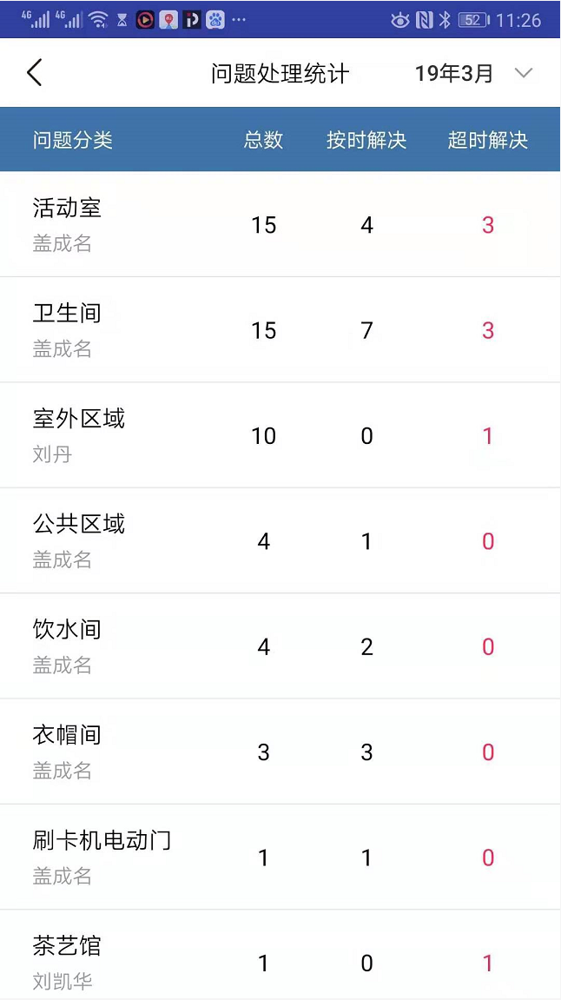 4G 4G 52 11:26
问题处理统计 19年3月
问题分类 总数 按时解决 超时解决
活动室
盖成名
15 4 3
卫生间
盖成名
15 7 3
室外区域
刘丹
10 0 1
公共区域
盖成名
4 1 0
饮水间
盖成名
4 2 0
衣帽间
盖成名
3 3 0
刷卡机电动门
盖成名
1 1 0
茶艺馆
刘凯华
1 0 1